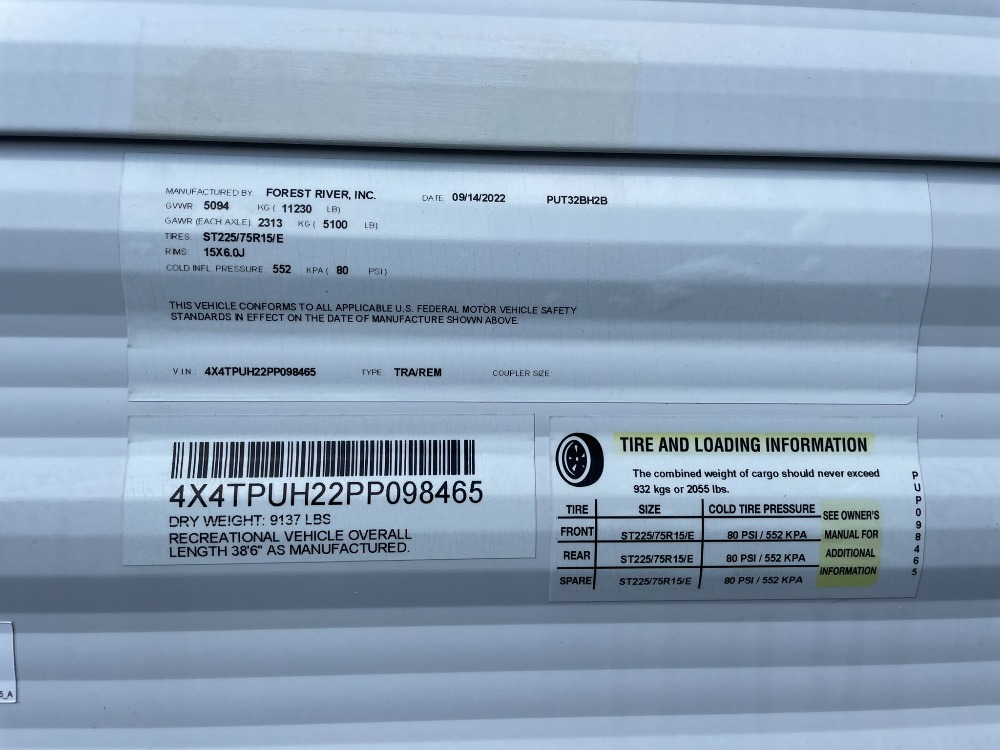 MANUFACTURED BY FOREST RIVER, INC. DATE. 09/14/2022 PUT32BH2B
GVWR 5094 KG ( 11230 LB)
GAWR (EACH AXLE) 2313 KG ( 5100 LB)
TIRES: ST225/75R15/E
RIMS 15X6.0J
COLD INFL PRESSURE 552 KPA ( 80 PSI)
THIS VEHICLE CONFORMS TO ALL APPLICABLE U.S. FEDERAL MOTOR VEHICLE SAFETY
STANDARDS IN EFFECT ON THE DATE OF MANUFACTURE SHOWN ABOVE.
V I N 4X4TPUH22PP098465 TYPE TRA/REM COUPLER SIZE
4X4TPUH22PP098465
DRY WEIGHT: 9137 LBS
RECREATIONAL VEHICLE OVERALL
LENGTH 38'6" AS MANUFACTURED.
TIRE AND LOADING INFORMATION
The combined weight of cargo should never exceed
932 kgs or 2055 lbs.
TIRE SIZE COLD TIRE PRESSURE
FRONT ST225/75R15/E 80 PSI / 552 KPA
REAR ST225/75R15/E 80 PSI / 552 KPA
SPARE ST225/75R15/E 80 PSI / 552 KPA
SEE OWNER'S
MANUAL FOR
ADDITIONAL
INFORMATION
PUP098465
5_A